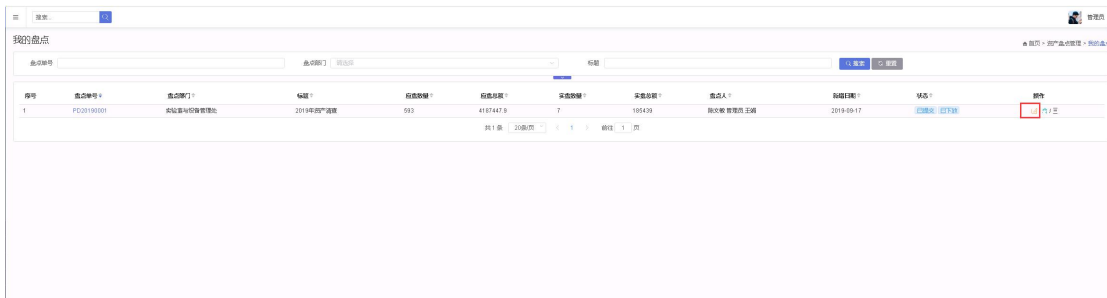 搜索...
管理员
我的盘点
首页 > 资产盘点管理 > 我的盘点
盘点单号 盘点部门 请选择 标题 搜索 重置
序号 盘点单号 盘点部门 标题 应盘数量 应盘总额 实盘数量 实盘总额 盘点人 新增日期 状态 操作
1 PD20190001 实验室与设备管理处 2019年资产清查 593 4187447.9 7 185439 陈文敏 管理员 王娟 2019-09-17 已提交 已下放
共 1 条 20条/页 1 前往 1 页